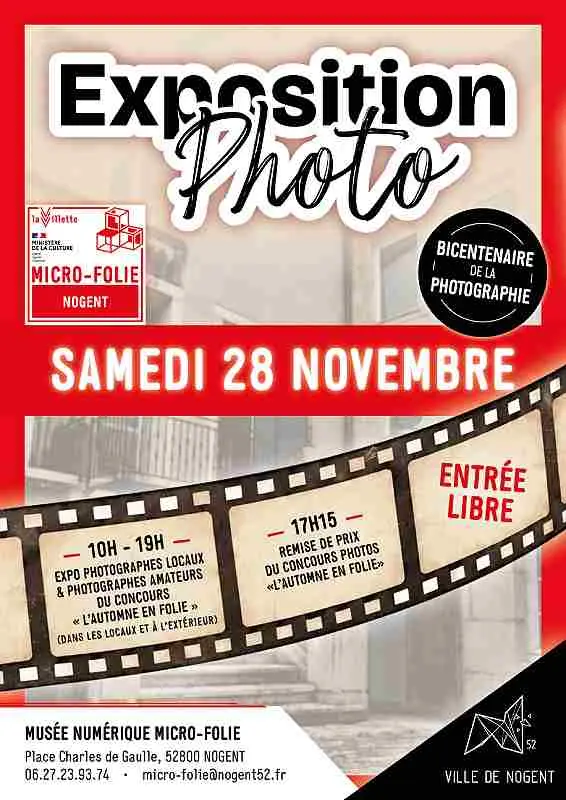 Exposition
Photo
la Villette
MINISTÈRE
DE LA CULTURE
MICRO-FOLIE
NOGENT
BICENTENAIRE
DE LA
PHOTOGRAPHIE
SAMEDI 28 NOVEMBRE
ENTRÉE
LIBRE
10H - 19H
EXPO PHOTOGRAPHES LOCAUX
& PHOTOGRAPHES AMATEURS
DU CONCOURS
« L'AUTOMNE EN FOLIE »
(DANS LES LOCAUX ET À L'EXTÉRIEUR)
17H15
REMISE DE PRIX
DU CONCOURS PHOTOS
«L'AUTOMNE EN FOLIE»
MUSÉE NUMÉRIQUE MICRO-FOLIE
Place Charles de Gaulle, 52800 NOGENT
06.27.23.93.74 · micro-folie@nogent52.fr
52
VILLE DE NOGENT